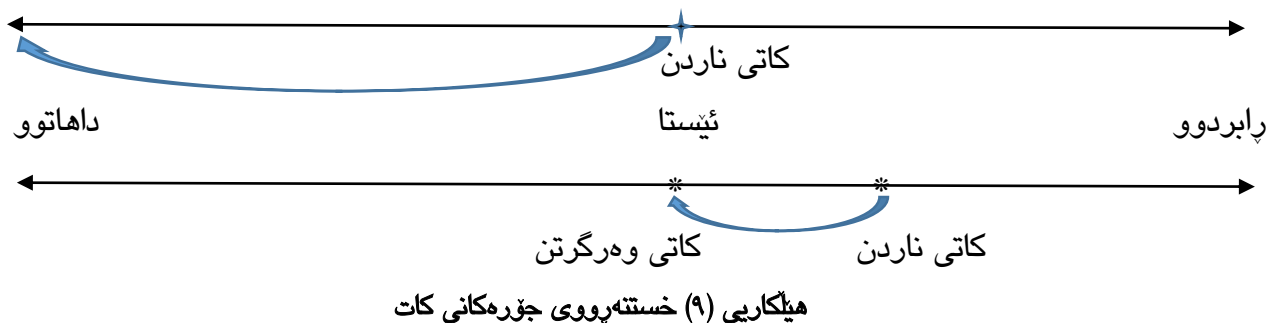 کاتی ناردن
ڕابردوو ئێستا داهاتوو
کاتی ناردن کاتی وەرگرتن
هێڵکاریی (٩) خستنەڕووی جۆرەکانی کات